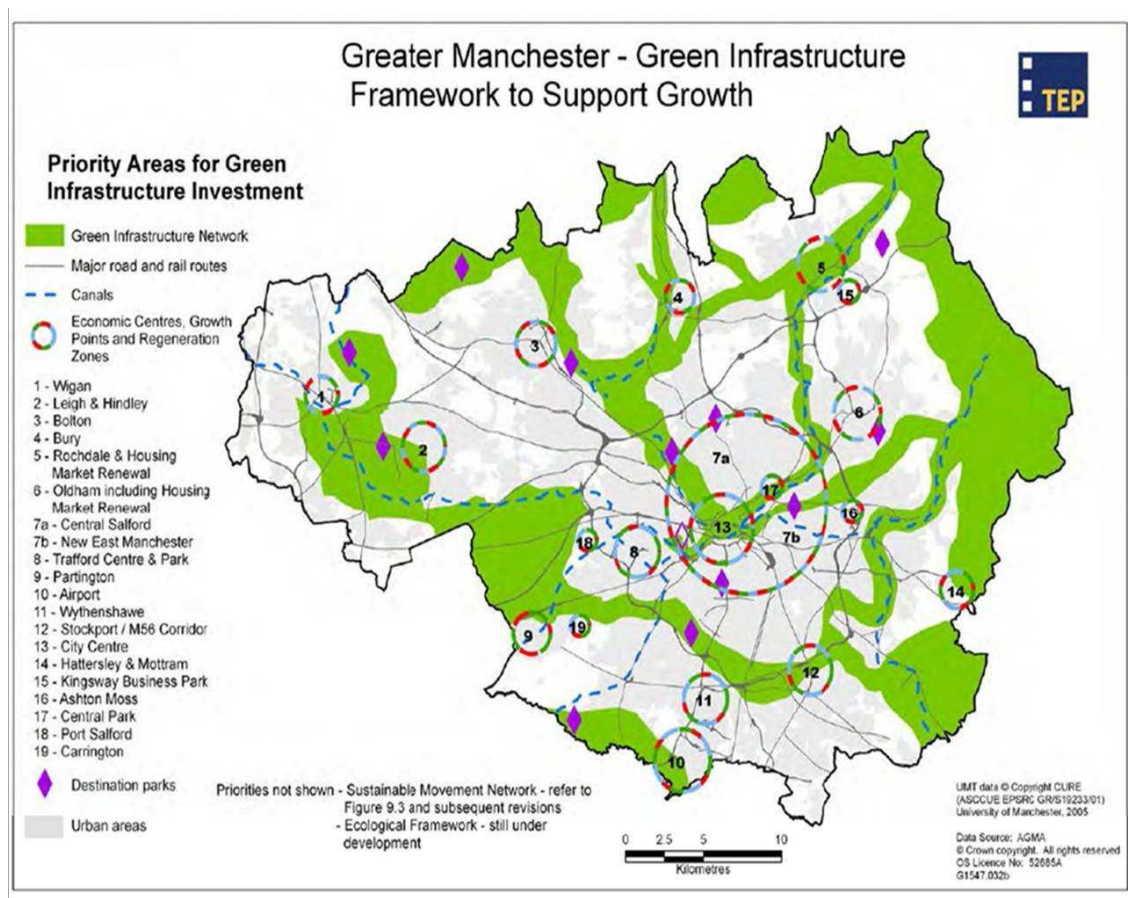 Greater Manchester - Green Infrastructure
Framework to Support Growth
TEP
Priority Areas for Green
Infrastructure Investment
Green Infrastructure Network
Major road and rail routes
Canals
Economic Centres, Growth
Points and Regeneration
Zones
1 - Wigan
2 - Leigh & Hindley
3 - Bolton
4 - Bury
5 - Rochdale & Housing
Market Renewal
6 - Oldham including Housing
Market Renewal
7a - Central Salford
7b - New East Manchester
8 - Trafford Centre & Park
9 - Partington
10 - Airport
11 - Wythenshawe
12 - Stockport / M56 Corridor
13 - City Centre
14 - Hattersley & Mottram
15 - Kingsway Business Park
16 - Ashton Moss
17 - Central Park
18 - Port Salford
19 - Carrington
Destination parks
Urban areas
5
4
15
3
1
6
2
7a
17
13
16
7b
18
8
14
9
19
12
11
10
Priorities not shown - Sustainable Movement Network - refer to
Figure 9.3 and subsequent revisions
- Ecological Framework - still under
development
0 2.5 5 10
Kilometres
UMT data © Copyright CURE
(ASCCUE EPSRC GR/S19233/01)
University of Manchester, 2005
Data Source: AGMA
© Crown copyright. All rights reserved
OS Licence No: 52685A
G1547.032b